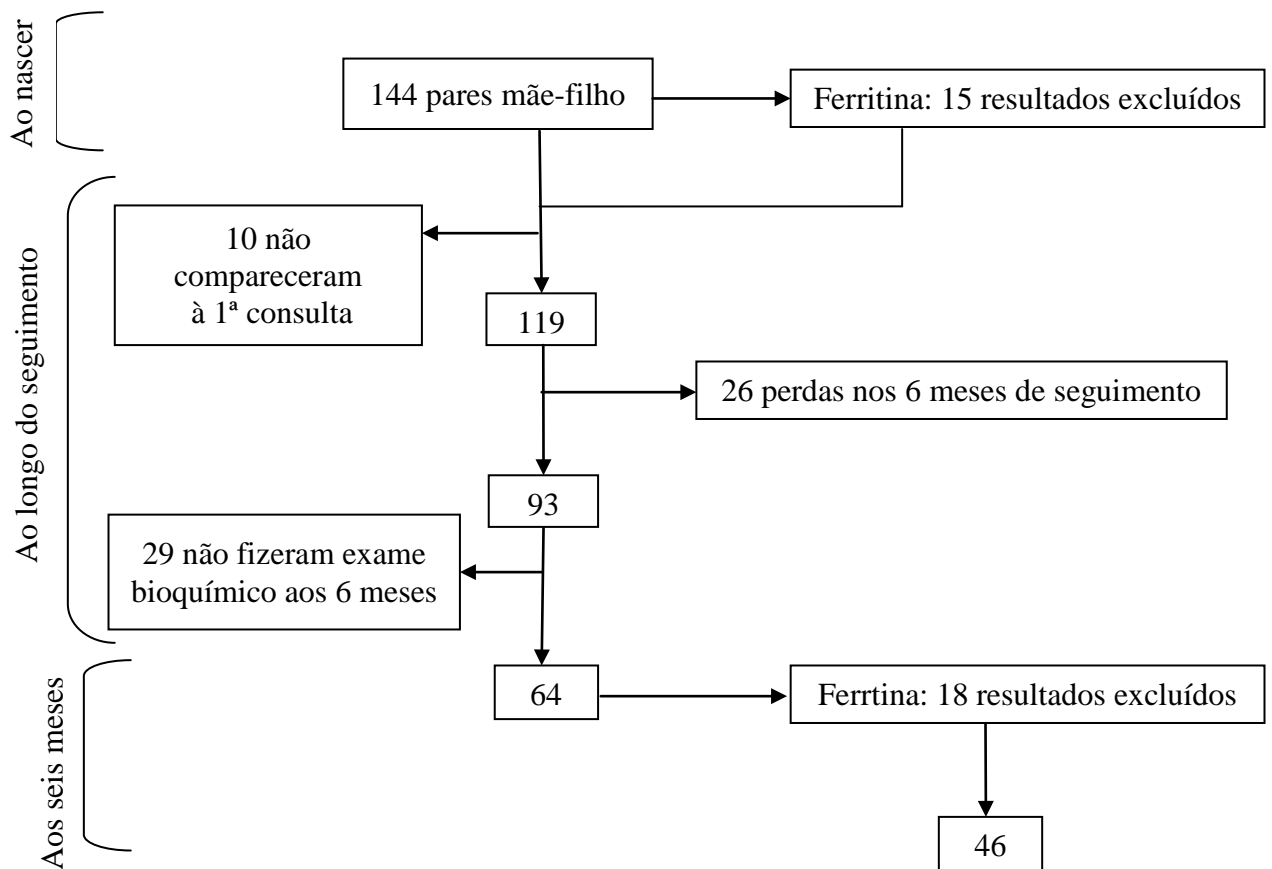 Ao nascer
144 pares mãe-filho
Ferritina: 15 resultados excluídos
Ao longo do seguimento
10 não
compareceram
à 1ª consulta
119
26 perdas nos 6 meses de seguimento
93
29 não fizeram exame
bioquímico aos 6 meses
Aos seis meses
64
Ferrtina: 18 resultados excluídos
46